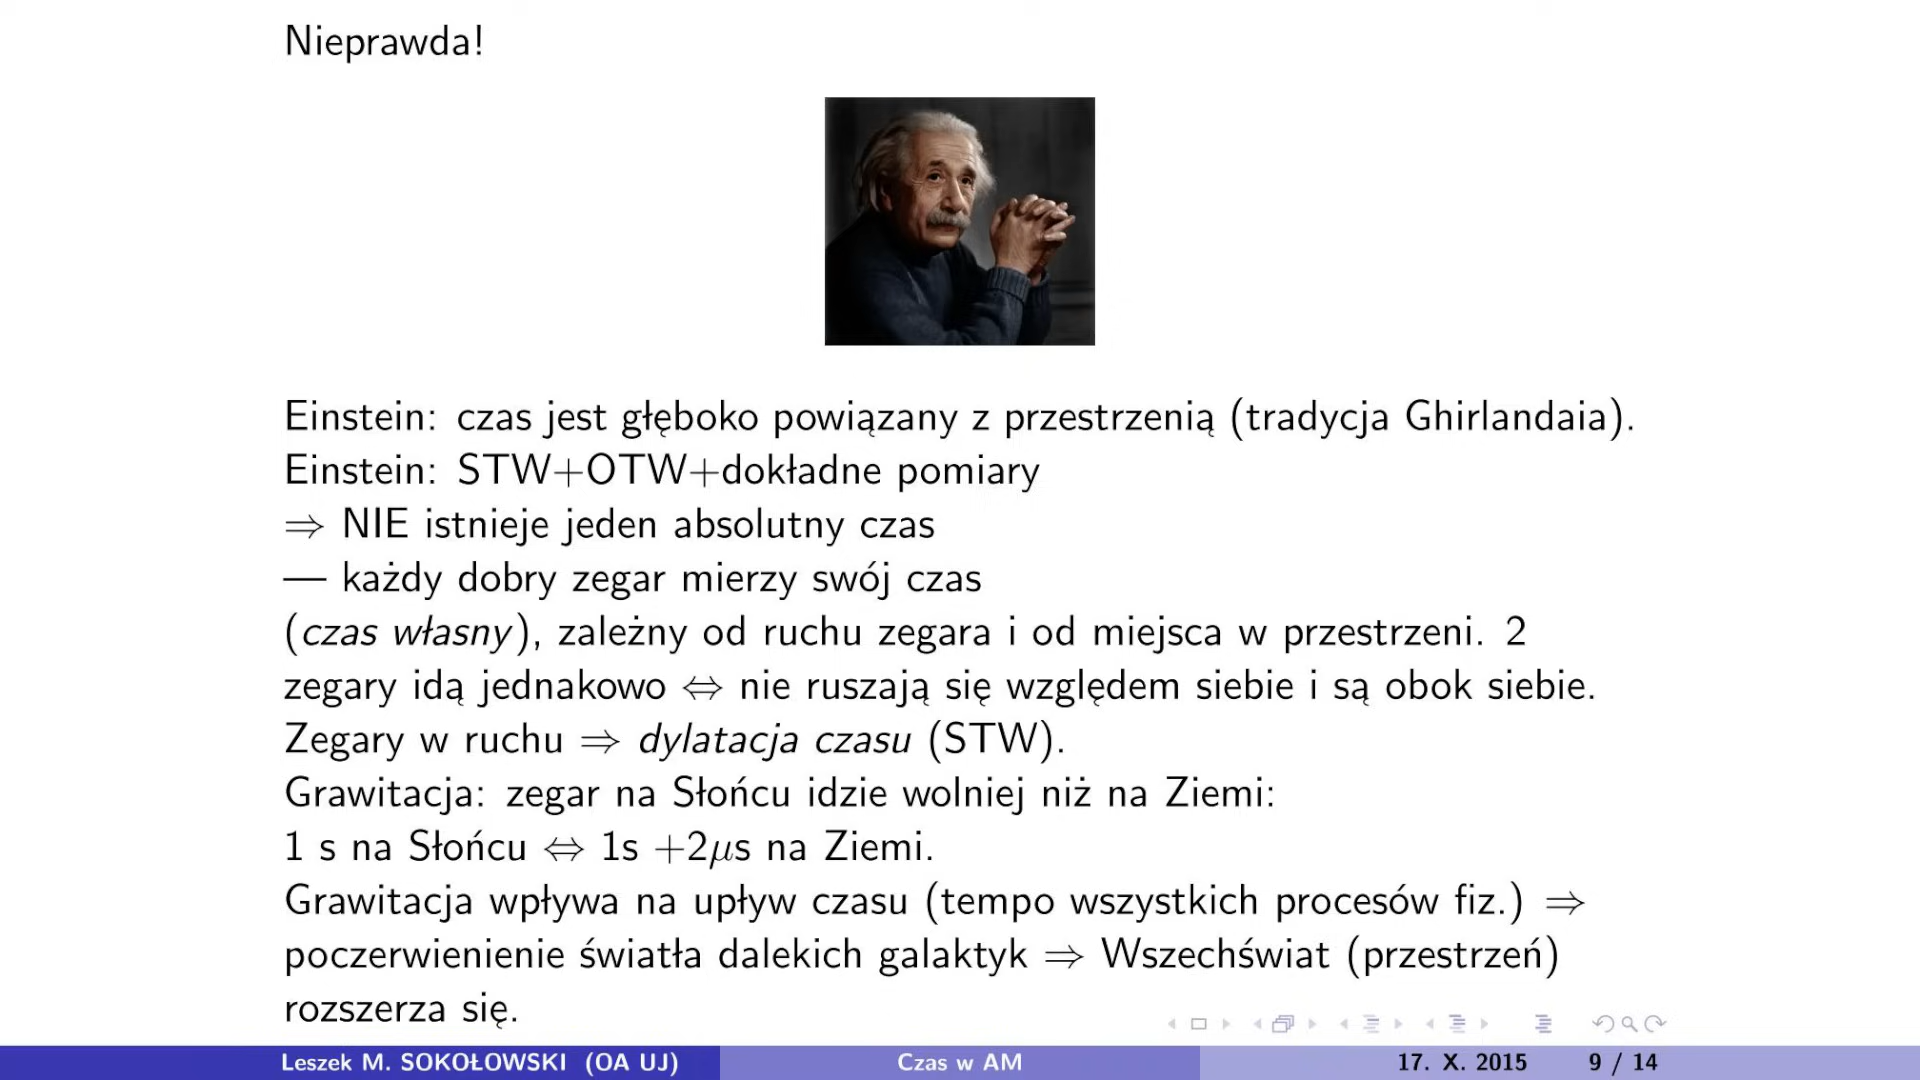 Nieprawda!
Einstein: czas jest głęboko powiązany z przestrzenią (tradycja Ghirlandaia).
Einstein: STW+OTW+dokładne pomiary
⇒ NIE istnieje jeden absolutny czas
— każdy dobry zegar mierzy swój czas
(czas własny), zależny od ruchu zegara i od miejsca w przestrzeni. 2
zegary idą jednakowo ⇔ nie ruszają się względem siebie i są obok siebie.
Zegary w ruchu ⇒ dylatacja czasu (STW).
Grawitacja: zegar na Słońcu idzie wolniej niż na Ziemi:
1 s na Słońcu ⇔ 1s +2μs na Ziemi.
Grawitacja wpływa na upływ czasu (tempo wszystkich procesów fiz.) ⇒
poczerwienienie światła dalekich galaktyk ⇒ Wszechświat (przestrzeń)
rozszerza się.
Leszek M. SOKOŁOWSKI (OA UJ) Czas w AM 17. X. 2015 9 / 14